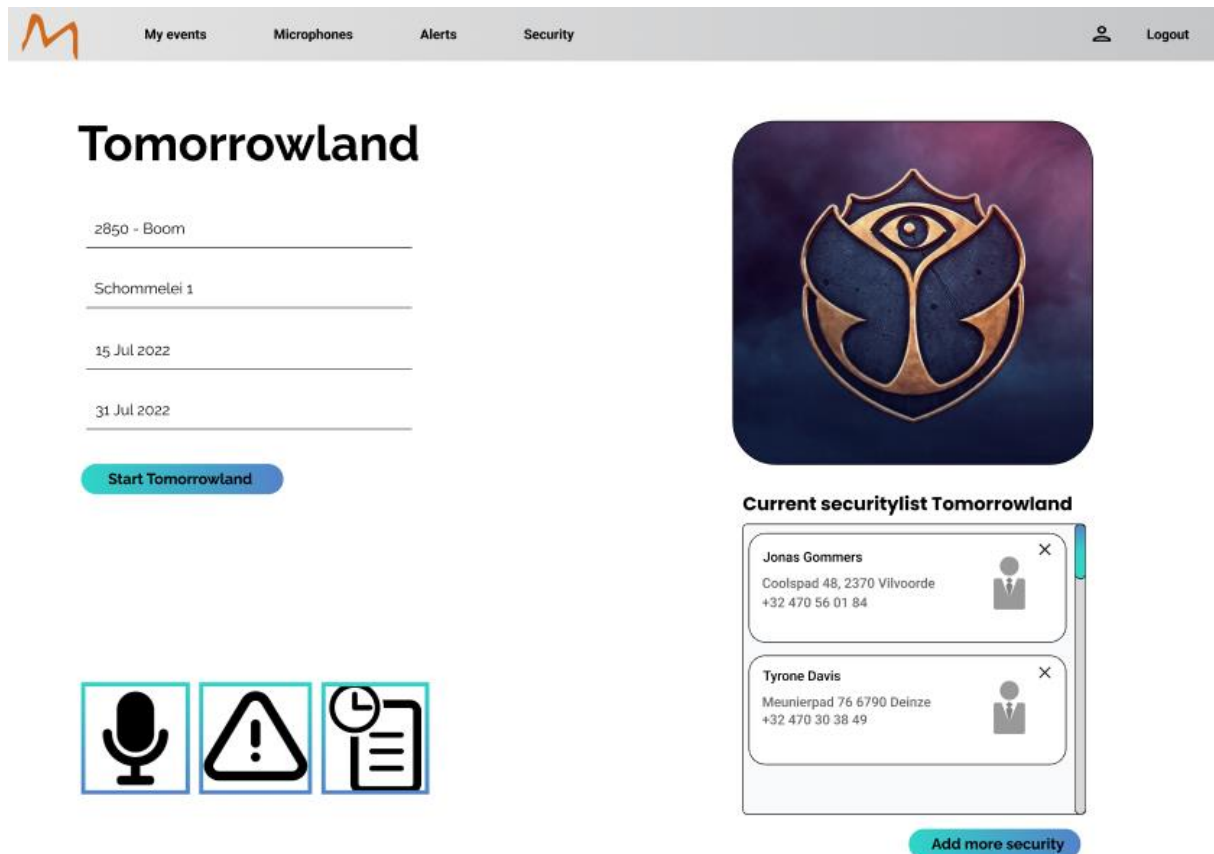 My events
Microphones
Alerts
Security
Logout
Tomorrowland
2850 - Boom
Schommelei 1
15 Jul 2022
31 Jul 2022
Start Tomorrowland
Current securitylist Tomorrowland
Jonas Gommers
Coolspad 48, 2370 Vilvoorde
+32 470 56 01 84
Tyrone Davis
Meunierpad 76 6790 Deinze
+32 470 30 38 49
Add more security